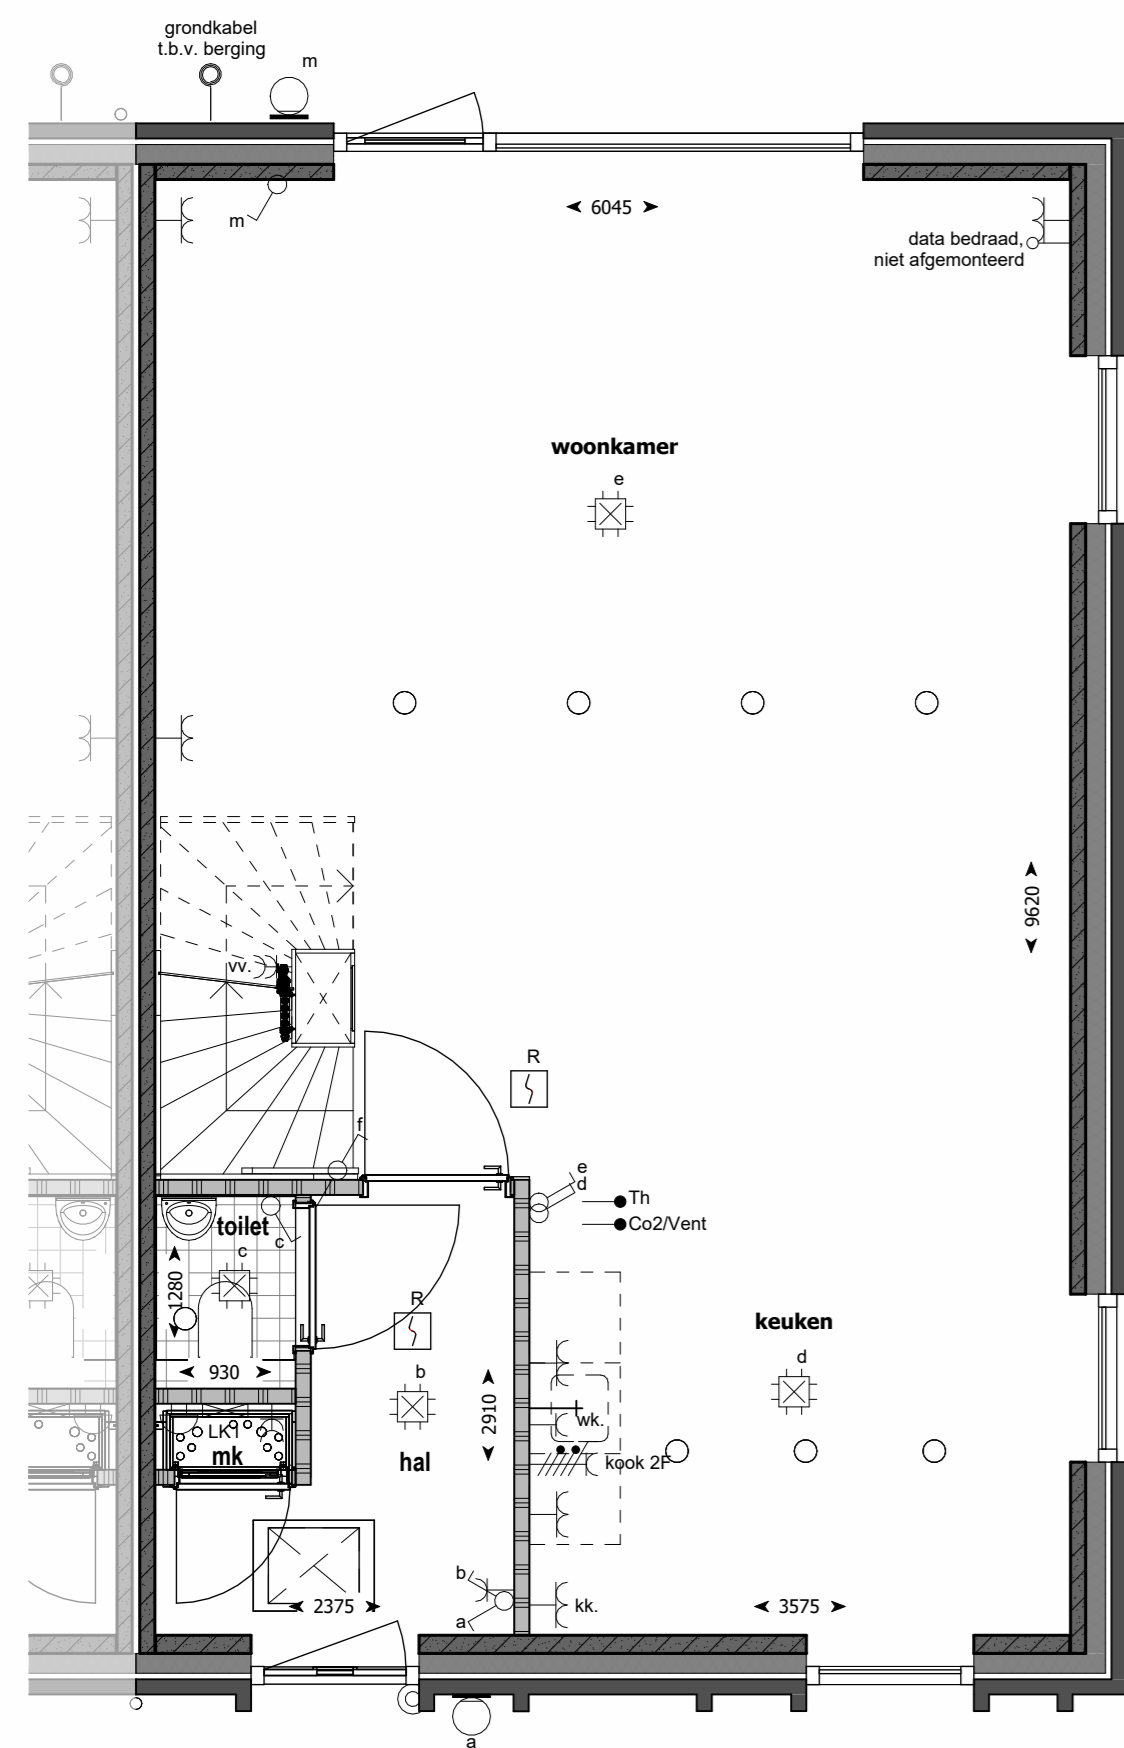 grondkabel
t.b.v. berging
m
m
6045
data bedraad,
niet afgemonteerd
woonkamer
e
9620
vv.
R
f
e
d
Th
Co2/Vent
toilet
c
c
1280
R
keuken
930
b
d
2910
wk.
LK1
mk
hal
kook 2F
b
a
2375
kk.
3575
a